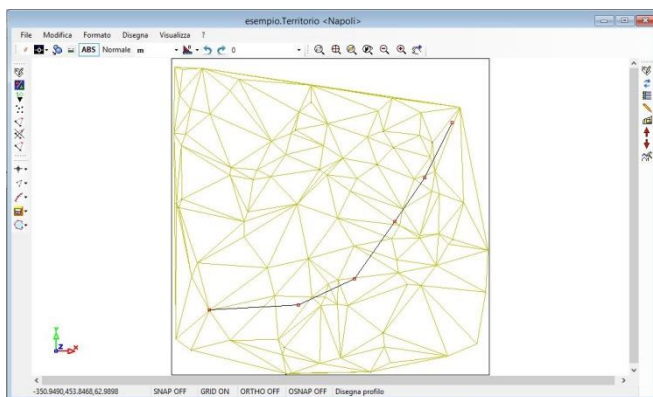 esempio.Territorio <Napoli>
File Modifica Formato Disegna Visualizza ?
ABS Normale m 0
Y
Z X
-350.9490,453.8468,62.9898 SNAP OFF GRID ON ORTHO OFF OSNAP OFF Disegna profilo